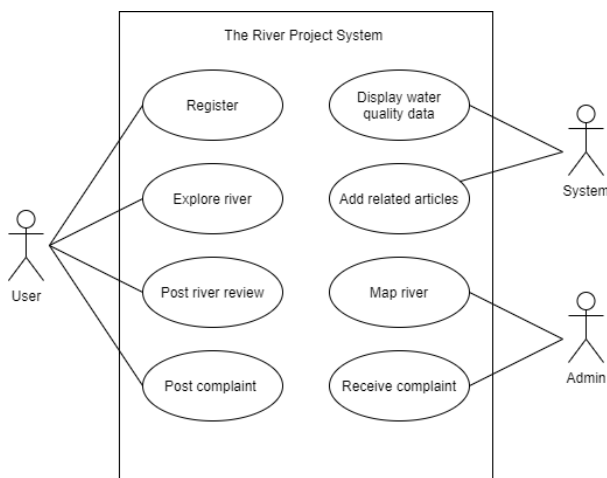 The River Project System
Register
Display water
quality data
Explore river
Add related articles
System
User
Post river review
Map river
Post complaint
Receive complaint
Admin